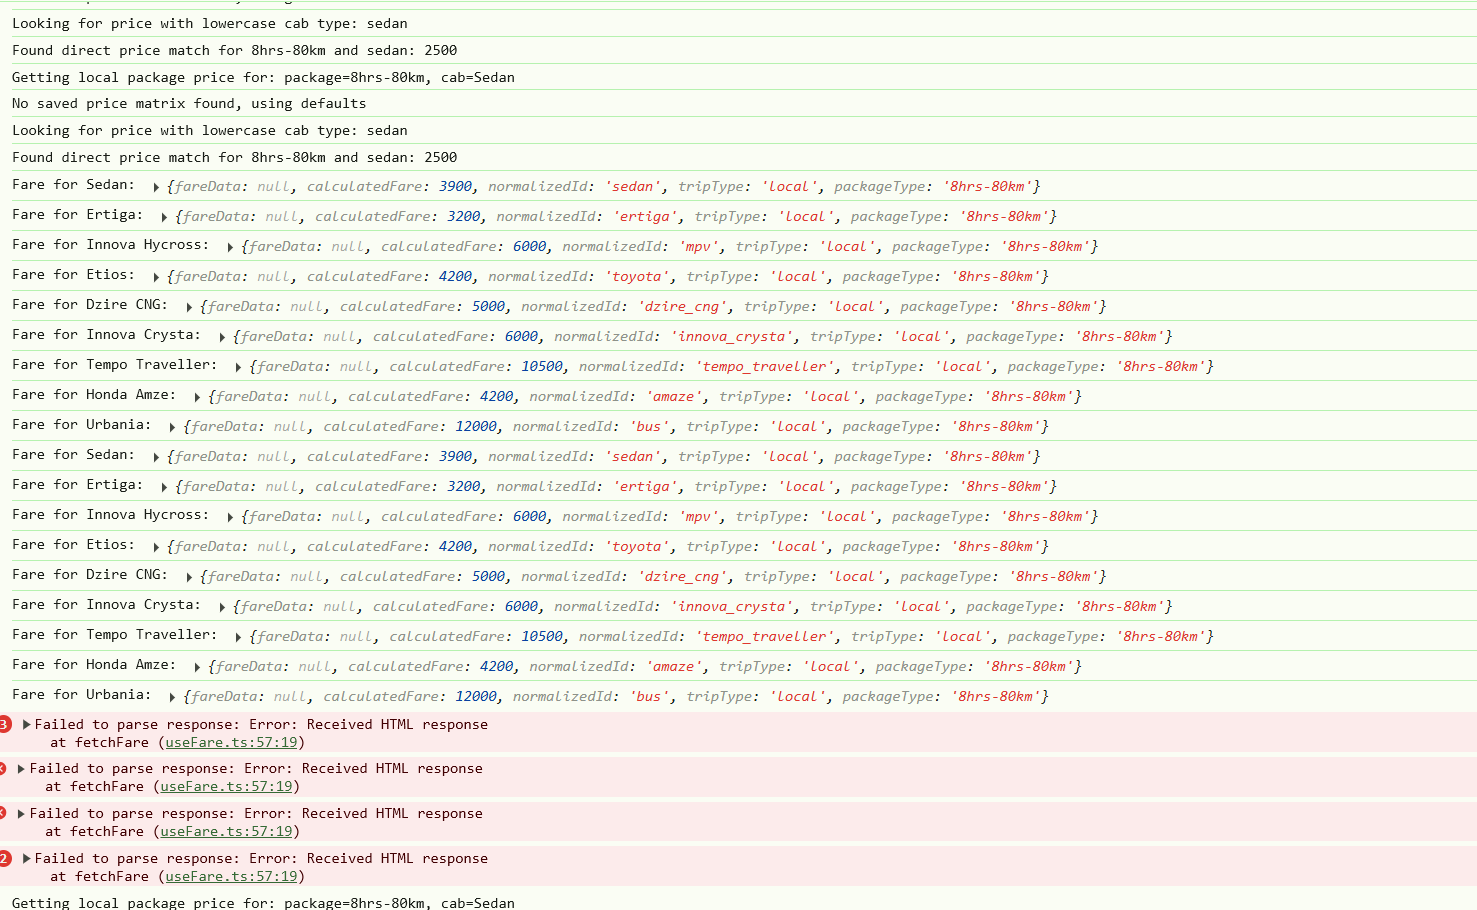 Looking for price with lowercase cab type: sedan
Found direct price match for 8hrs-80km and sedan: 2500
Getting local package price for: package=8hrs-80km, cab=Sedan
No saved price matrix found, using defaults
Looking for price with lowercase cab type: sedan
Found direct price match for 8hrs-80km and sedan: 2500
Fare for Sedan: {fareData: null, calculatedFare: 3900, normalizedId: 'sedan', tripType: 'local', packageType: '8hrs-80km'}
Fare for Ertiga: {fareData: null, calculatedFare: 3200, normalizedId: 'ertiga', tripType: 'local', packageType: '8hrs-80km'}
Fare for Innova Hycross: {fareData: null, calculatedFare: 6000, normalizedId: 'mpv', tripType: 'local', packageType: '8hrs-80km'}
Fare for Etios: {fareData: null, calculatedFare: 4200, normalizedId: 'toyota', tripType: 'local', packageType: '8hrs-80km'}
Fare for Dzire CNG: {fareData: null, calculatedFare: 5000, normalizedId: 'dzire_cng', tripType: 'local', packageType: '8hrs-80km'}
Fare for Innova Crysta: {fareData: null, calculatedFare: 6000, normalizedId: 'innova_crysta', tripType: 'local', packageType: '8hrs-80km'}
Fare for Tempo Traveller: {fareData: null, calculatedFare: 10500, normalizedId: 'tempo_traveller', tripType: 'local', packageType: '8hrs-80km'}
Fare for Honda Amze: {fareData: null, calculatedFare: 4200, normalizedId: 'amaze', tripType: 'local', packageType: '8hrs-80km'}
Fare for Urbania: {fareData: null, calculatedFare: 12000, normalizedId: 'bus', tripType: 'local', packageType: '8hrs-80km'}
Fare for Sedan: {fareData: null, calculatedFare: 3900, normalizedId: 'sedan', tripType: 'local', packageType: '8hrs-80km'}
Fare for Ertiga: {fareData: null, calculatedFare: 3200, normalizedId: 'ertiga', tripType: 'local', packageType: '8hrs-80km'}
Fare for Innova Hycross: {fareData: null, calculatedFare: 6000, normalizedId: 'mpv', tripType: 'local', packageType: '8hrs-80km'}
Fare for Etios: {fareData: null, calculatedFare: 4200, normalizedId: 'toyota', tripType: 'local', packageType: '8hrs-80km'}
Fare for Dzire CNG: {fareData: null, calculatedFare: 5000, normalizedId: 'dzire_cng', tripType: 'local', packageType: '8hrs-80km'}
Fare for Innova Crysta: {fareData: null, calculatedFare: 6000, normalizedId: 'innova_crysta', tripType: 'local', packageType: '8hrs-80km'}
Fare for Tempo Traveller: {fareData: null, calculatedFare: 10500, normalizedId: 'tempo_traveller', tripType: 'local', packageType: '8hrs-80km'}
Fare for Honda Amze: {fareData: null, calculatedFare: 4200, normalizedId: 'amaze', tripType: 'local', packageType: '8hrs-80km'}
Fare for Urbania: {fareData: null, calculatedFare: 12000, normalizedId: 'bus', tripType: 'local', packageType: '8hrs-80km'}
3 Failed to parse response: Error: Received HTML response
at fetchFare (useFare.ts:57:19)
Failed to parse response: Error: Received HTML response
at fetchFare (useFare.ts:57:19)
Failed to parse response: Error: Received HTML response
at fetchFare (useFare.ts:57:19)
2 Failed to parse response: Error: Received HTML response
at fetchFare (useFare.ts:57:19)
Getting local package price for: package=8hrs-80km, cab=Sedan